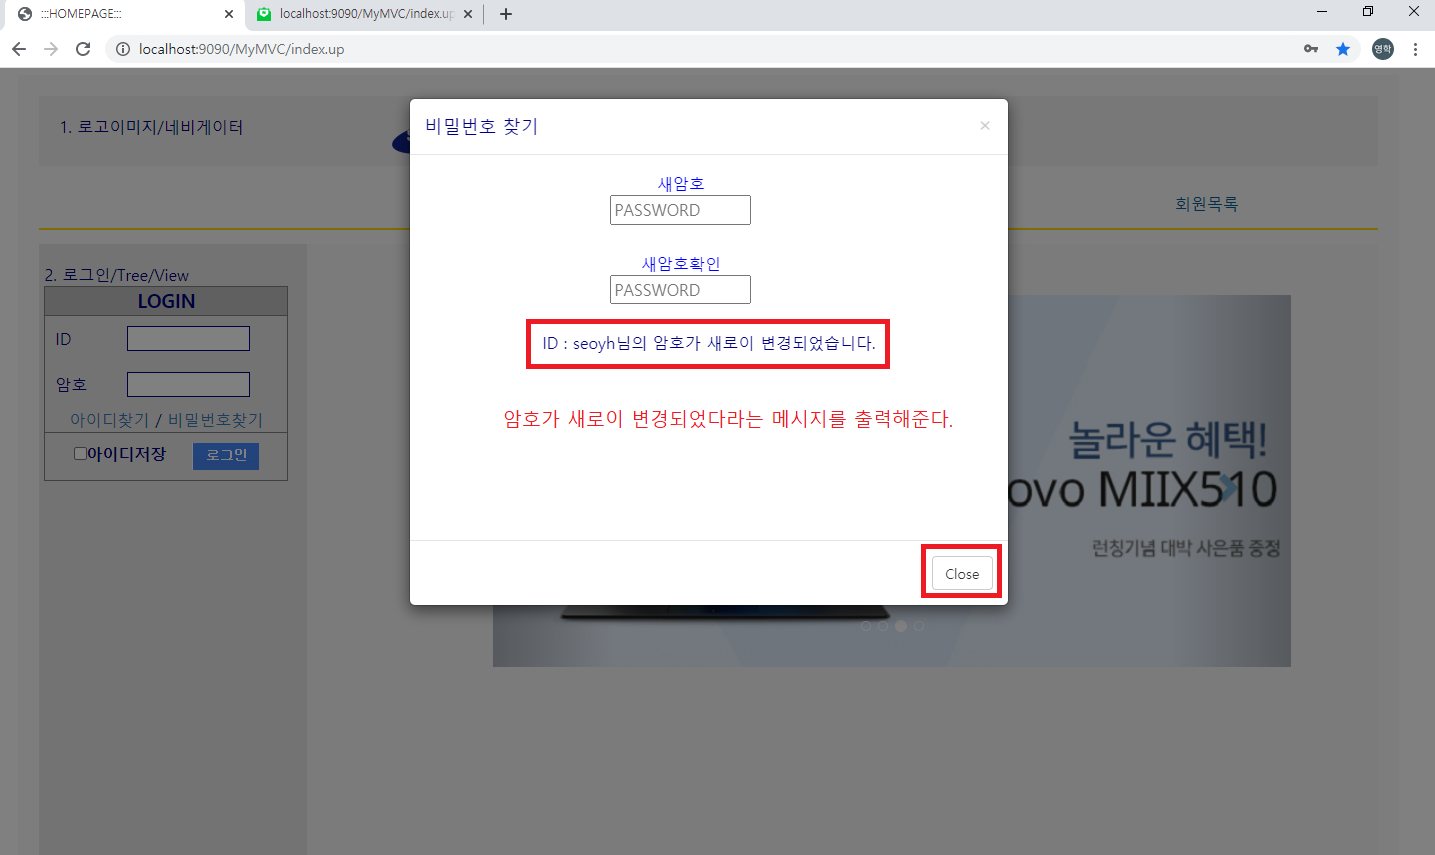 :::HOMEPAGE:::
localhost:9090/MyMVC/index.up
localhost:9090/MyMVC/index.up
영학
1. 로고이미지/네비게이터
비밀번호 찾기
×
새암호
PASSWORD
회원목록
새암호확인
PASSWORD
2. 로그인/Tree/View
LOGIN
ID
암호
아이디찾기 / 비밀번호찾기
아이디저장
로그인
ID : seoyh님의 암호가 새로이 변경되었습니다.
암호가 새로이 변경되었다라는 메시지를 출력해준다.
놀라운 혜택!
ovo MIIX510
런칭기념 대박 사은품 증정
Close